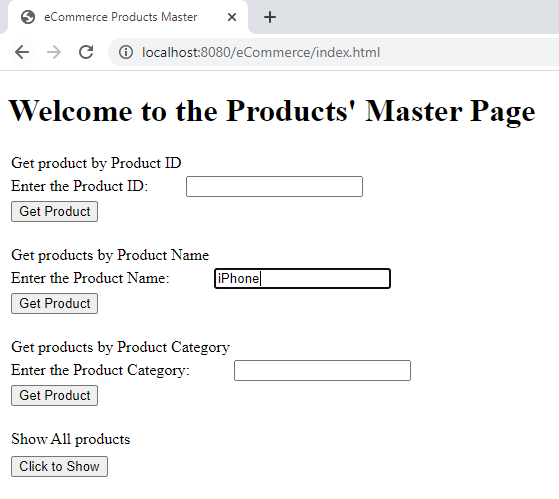 eCommerce Products Master
localhost:8080/eCommerce/index.html
Welcome to the Products' Master Page
Get product by Product ID
Enter the Product ID:
Get Product
Get products by Product Name
Enter the Product Name: iPhone
Get Product
Get products by Product Category
Enter the Product Category:
Get Product
Show All products
Click to Show